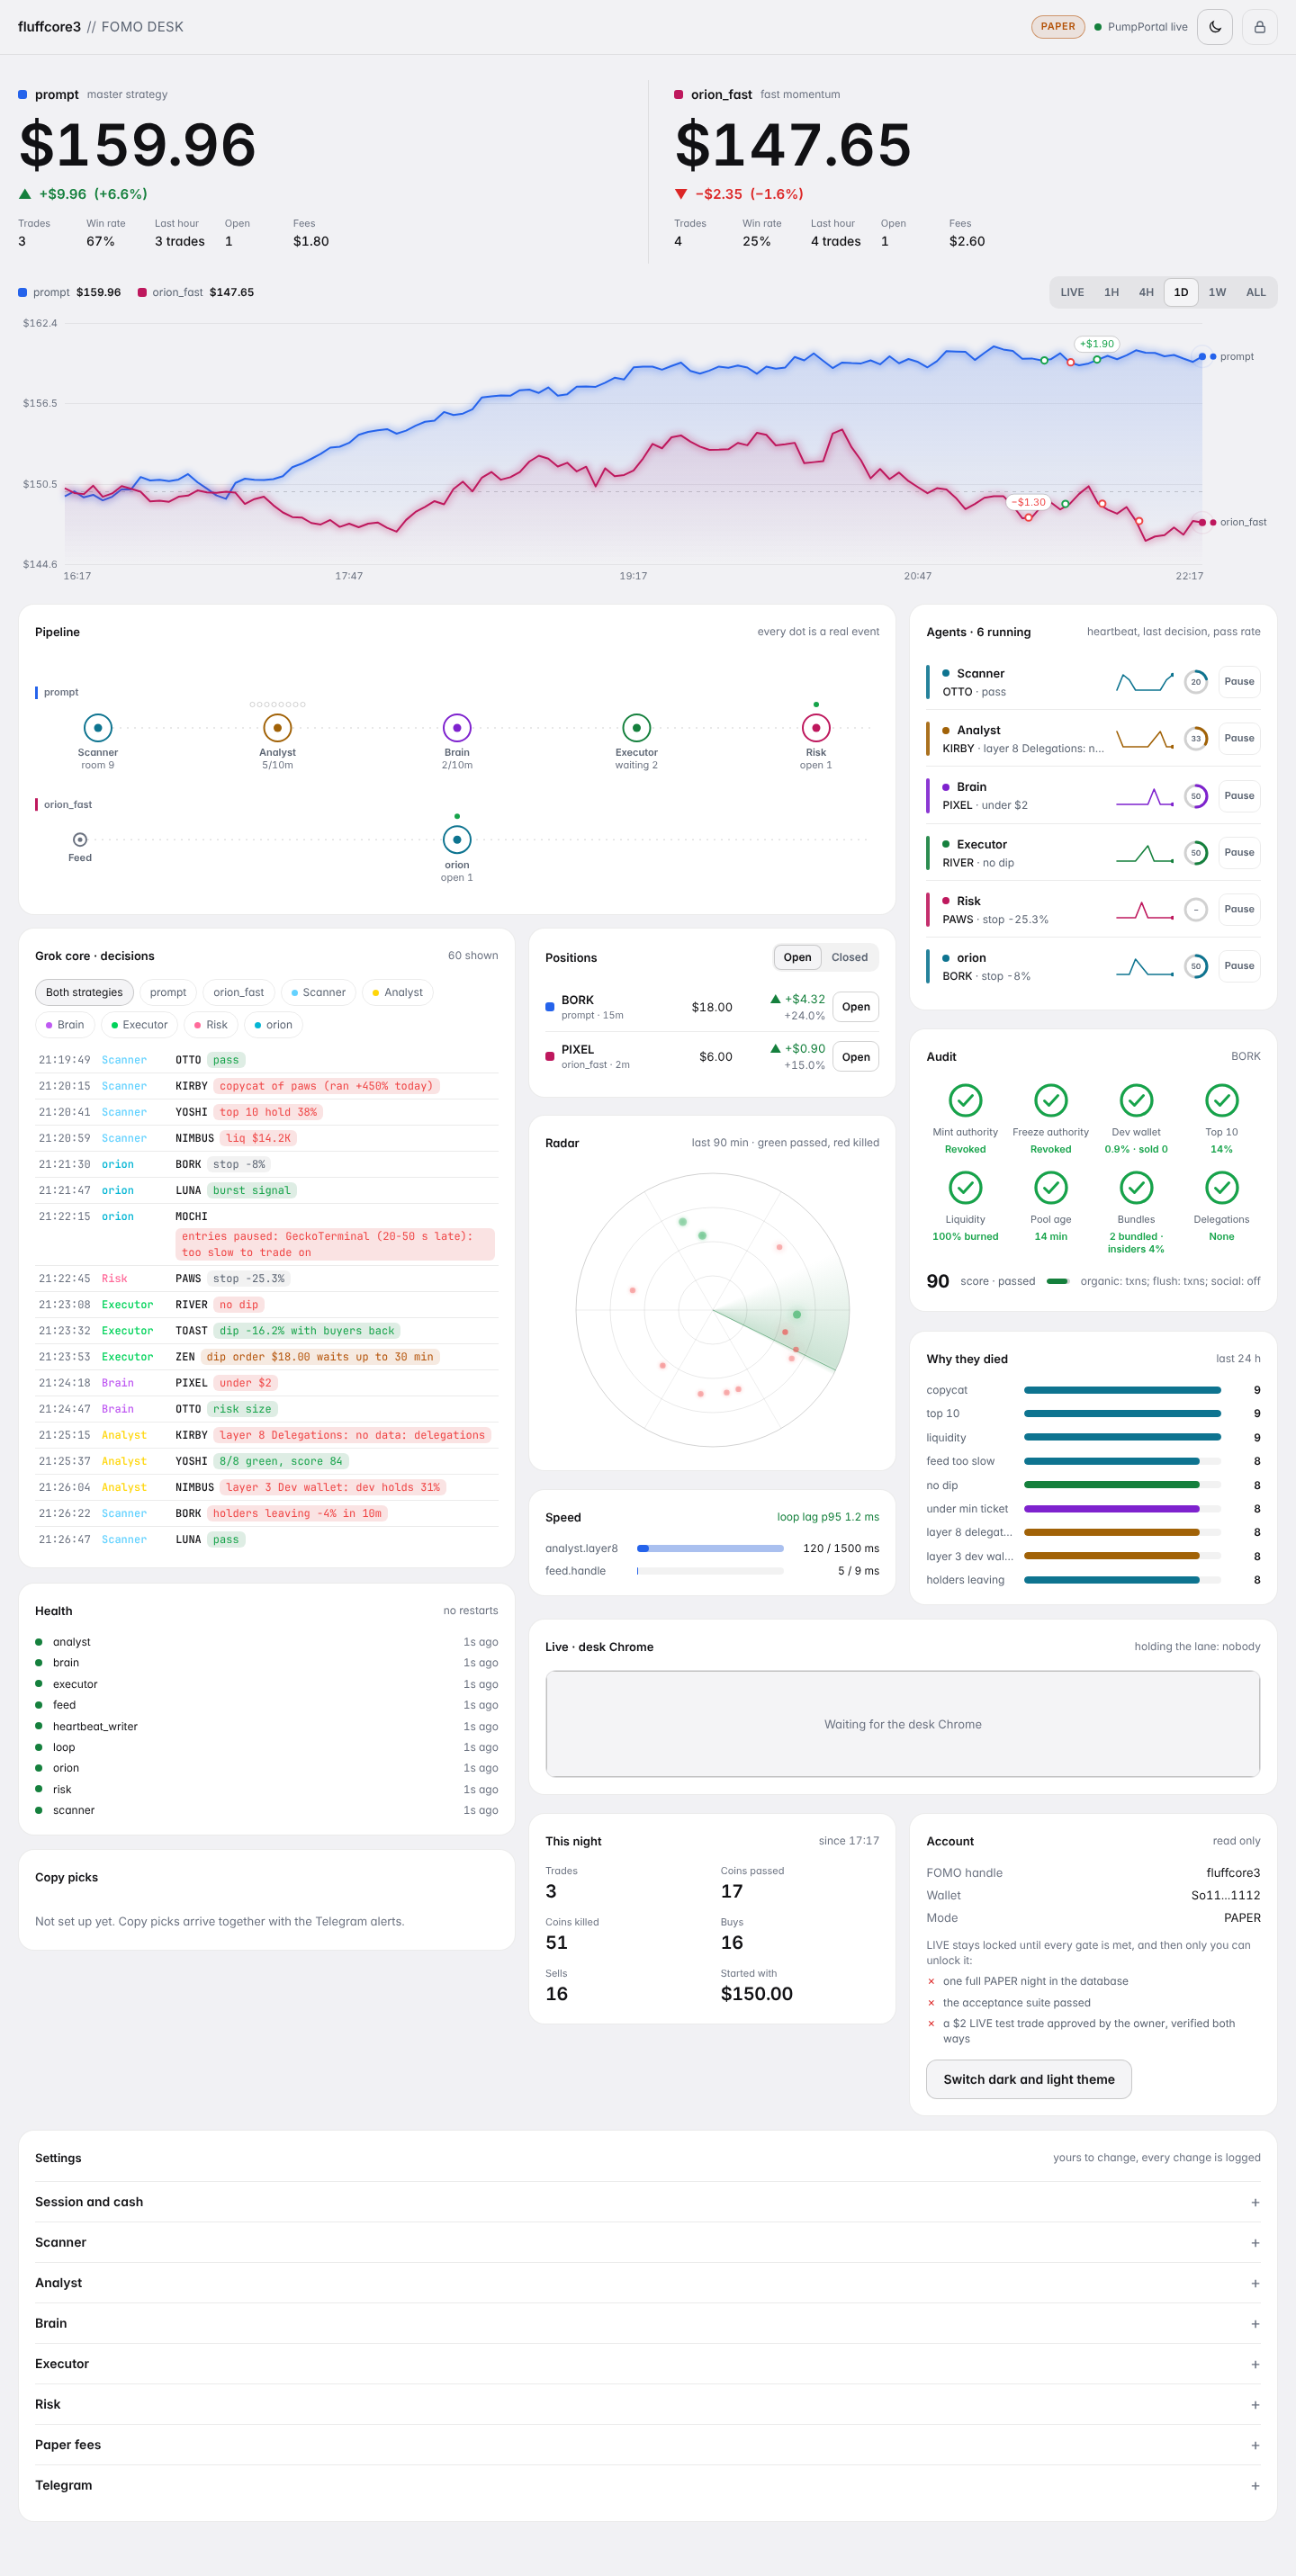 fluffcore3 // FOMO DESK
PAPER
PumpPortal live
prompt master strategy
$159.96
▲ +$9.96 (+6.6%)
Trades Win rate Last hour Open Fees
3 67% 3 trades 1 $1.80
orion_fast fast momentum
$147.65
▼ −$2.35 (−1.6%)
Trades Win rate Last hour Open Fees
4 25% 4 trades 1 $2.60
prompt $159.96 orion_fast $147.65
LIVE 1H 4H 1D 1W ALL
$162.4
$156.5
$150.5
$144.6
+$1.90
−$1.30
prompt
orion_fast
16:17 17:47 19:17 20:47 22:17
Pipeline every dot is a real event
prompt
Scanner Analyst Brain Executor Risk
room 9 5/10m 2/10m waiting 2 open 1
orion_fast
Feed
orion
open 1
Agents · 6 running heartbeat, last decision, pass rate
Scanner
OTTO · pass
20 Pause
Analyst
KIRBY · layer 8 Delegations: n...
33 Pause
Brain
PIXEL · under $2
50 Pause
Executor
RIVER · no dip
50 Pause
Risk
PAWS · stop -25.3%
– Pause
orion
BORK · stop -8%
50 Pause
Grok core · decisions 60 shown
Both strategies prompt orion_fast Scanner Analyst
Brain Executor Risk orion
21:19:49 Scanner OTTO pass
21:20:15 Scanner KIRBY copycat of paws (ran +450% today)
21:20:41 Scanner YOSHI top 10 hold 38%
21:20:59 Scanner NIMBUS liq $14.2K
21:21:30 orion BORK stop -8%
21:21:47 orion LUNA burst signal
21:22:15 orion MOCHI
entries paused: GeckoTerminal (20-50 s late):
too slow to trade on
21:22:45 Risk PAWS stop -25.3%
21:23:08 Executor RIVER no dip
21:23:32 Executor TOAST dip -16.2% with buyers back
21:23:53 Executor ZEN dip order $18.00 waits up to 30 min
21:24:18 Brain PIXEL under $2
21:24:47 Brain OTTO risk size
21:25:15 Analyst KIRBY layer 8 Delegations: no data: delegations
21:25:37 Analyst YOSHI 8/8 green, score 84
21:26:04 Analyst NIMBUS layer 3 Dev wallet: dev holds 31%
21:26:22 Scanner BORK holders leaving -4% in 10m
21:26:47 Scanner LUNA pass
Positions Open Closed
BORK $18.00 ▲ +$4.32 Open
prompt · 15m +24.0%
PIXEL $6.00 ▲ +$0.90 Open
orion_fast · 2m +15.0%
Radar last 90 min · green passed, red killed
Speed loop lag p95 1.2 ms
analyst.layer8 120 / 1500 ms
feed.handle 5 / 9 ms
Audit BORK
Mint authority Freeze authority Dev wallet Top 10
Revoked Revoked 0.9% · sold 0 14%
Liquidity Pool age Bundles Delegations
100% burned 14 min 2 bundled · None
insiders 4%
90 score · passed organic: txns; flush: txns; social: off
Why they died last 24 h
copycat 9
top 10 9
liquidity 9
feed too slow 8
no dip 8
under min ticket 8
layer 8 delegat... 8
layer 3 dev wal... 8
holders leaving 8
Health no restarts
analyst 1s ago
brain 1s ago
executor 1s ago
feed 1s ago
heartbeat_writer 1s ago
loop 1s ago
orion 1s ago
risk 1s ago
scanner 1s ago
Live · desk Chrome holding the lane: nobody
Waiting for the desk Chrome
Copy picks
Not set up yet. Copy picks arrive together with the Telegram alerts.
This night since 17:17
Trades Coins passed
3 17
Coins killed Buys
51 16
Sells Started with
16 $150.00
Account read only
FOMO handle fluffcore3
Wallet So11...1112
Mode PAPER
LIVE stays locked until every gate is met, and then only you can
unlock it:
× one full PAPER night in the database
× the acceptance suite passed
× a $2 LIVE test trade approved by the owner, verified both
ways
Switch dark and light theme
Settings yours to change, every change is logged
Session and cash +
Scanner +
Analyst +
Brain +
Executor +
Risk +
Paper fees +
Telegram +